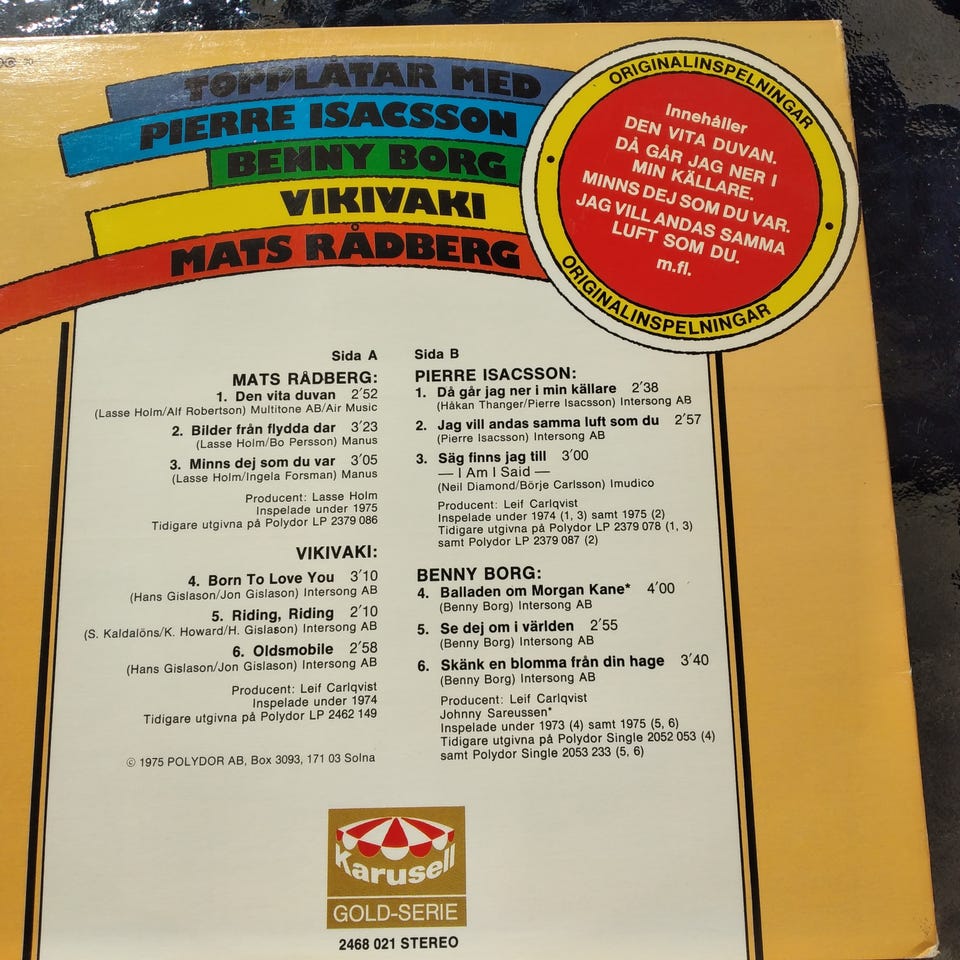 TOPPLÅTAR MED
PIERRE ISACSSON
BENNY BORG
VIKIVAKI
MATS RÅDBERG
ORIGINALINSPELNINGAR
Innehåller
DEN VITA DUVAN.
DÅ GÅR JAG NER I
MIN KÄLLARE.
MINNS DEJ SOM DU VAR.
JAG VILL ANDAS SAMMA
LUFT SOM DU.
m.fl.
ORIGINALINSPELNINGAR
Sida A
MATS RÅDBERG:
1. Den vita duvan 2'52
(Lasse Holm/Alf Robertson) Multitone AB/Air Music
2. Bilder från flydda dar 3'23
(Lasse Holm/Bo Persson) Manus
3. Minns dej som du var 3'05
(Lasse Holm/Ingela Forsman) Manus
Producent: Lasse Holm
Inspelade under 1975
Tidigare utgivna på Polydor LP 2379 086
VIKIVAKI:
4. Born To Love You 3'10
(Hans Gislason/Jon Gislason) Intersong AB
5. Riding, Riding 2'10
(S. Kaldalöns/K. Howard/H. Gislason) Intersong AB
6. Oldsmobile 2'58
(Hans Gislason/Jon Gislason) Intersong AB
Producent: Leif Carlqvist
Inspelade under 1974
Tidigare utgivna på Polydor LP 2462 149
© 1975 POLYDOR AB, Box 3093, 171 03 Solna
Sida B
PIERRE ISACSSON:
1. Då går jag ner i min källare 2'38
(Håkan Thanger/Pierre Isacsson) Intersong AB
2. Jag vill andas samma luft som du 2'57
(Pierre Isacsson) Intersong AB
3. Säg finns jag till 3'00
— I Am I Said —
(Neil Diamond/Börje Carlsson) Imudico
Producent: Leif Carlqvist
Inspelade under 1974 (1, 3) samt 1975 (2)
Tidigare utgivna på Polydor LP 2379 078 (1, 3)
samt Polydor LP 2379 087 (2)
BENNY BORG:
4. Balladen om Morgan Kane* 4'00
(Benny Borg) Intersong AB
5. Se dej om i världen 2'55
(Benny Borg) Intersong AB
6. Skänk en blomma från din hage 3'40
(Benny Borg) Intersong AB
Producent: Leif Carlqvist
Johnny Sareussen*
Inspelade under 1973 (4) samt 1975 (5, 6)
Tidigare utgivna på Polydor Single 2052 053 (4)
samt Polydor Single 2053 233 (5, 6)
Karusell
GOLD-SERIE
2468 021 STEREO